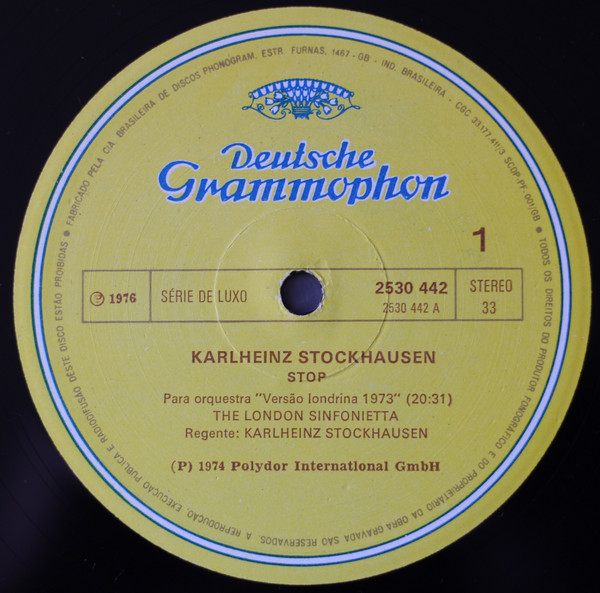 Deutsche
Grammophon
1
℗ 1976
SÉRIE DE LUXO
2530 442
2530 442 A
STEREO
33
KARLHEINZ STOCKHAUSEN
STOP
Para orquestra "Versão londrina 1973" (20:31)
THE LONDON SINFONIETTA
Regente: KARLHEINZ STOCKHAUSEN
(P) 1974 Polydor International GmbH
● FABRICADO PELA CIA. BRASILEIRA DE DISCOS PHONOGRAM, ESTR. FURNAS, 1467 - GB - IND. BRASILEIRA - CGC 33.177.411/3 SCDP-PF-001/GB ● TODOS OS DIREITOS DO PRODUTOR FONOGRÁFICO E DO PROPRIETÁRIO DA OBRA GRAVADA SÃO RESERVADOS. A REPRODUÇÃO, EXECUÇÃO PÚBLICA E RADIODIFUSÃO DESTE DISCO ESTÃO PROIBIDAS